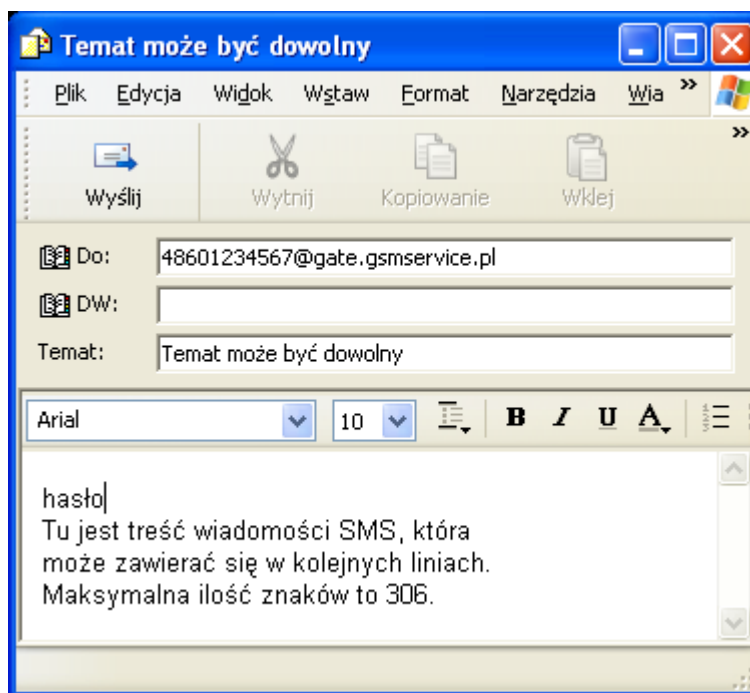 Temat może być dowolny
Plik Edycja Widok Wstaw Format Narzędzia Wia »
»
Wyślij Wytnij Kopiowanie Wklej
Do: 48601234567@gate.gsmservice.pl
DW:
Temat: Temat może być dowolny
Arial 10 B I U A
hasło
Tu jest treść wiadomości SMS, która
może zawierać się w kolejnych liniach.
Maksymalna ilość znaków to 306.